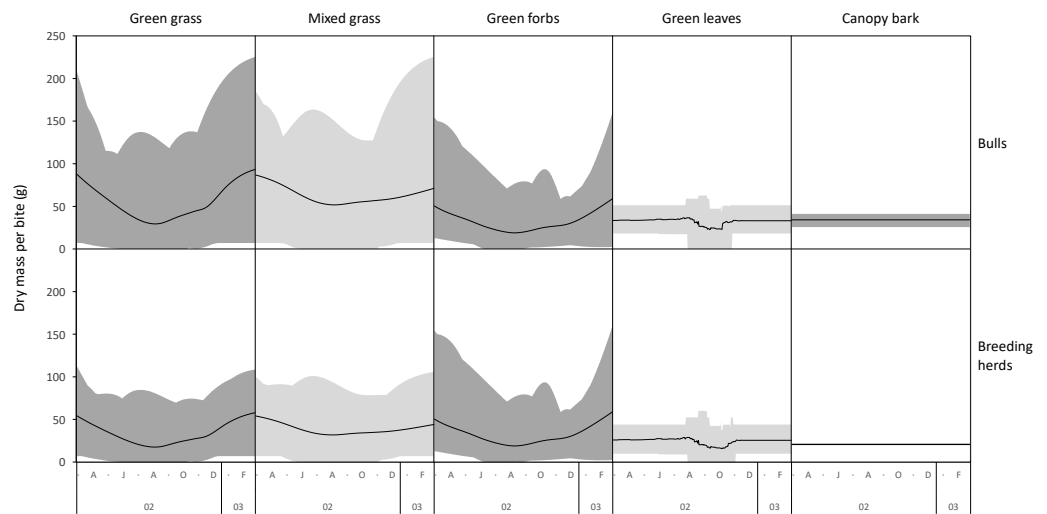 Green grass Mixed grass Green forbs Green leaves Canopy bark
250
200
150
100
50
0
Bulls
Dry mass per bite (g)
200
150
100
50
0
Breeding
herds
· A · J · A · O · D · F · A · J · A · O · D · F · A · J · A · O · D · F · A · J · A · O · D · F · A · J · A · O · D · F
02 03 02 03 02 03 02 03 02 03